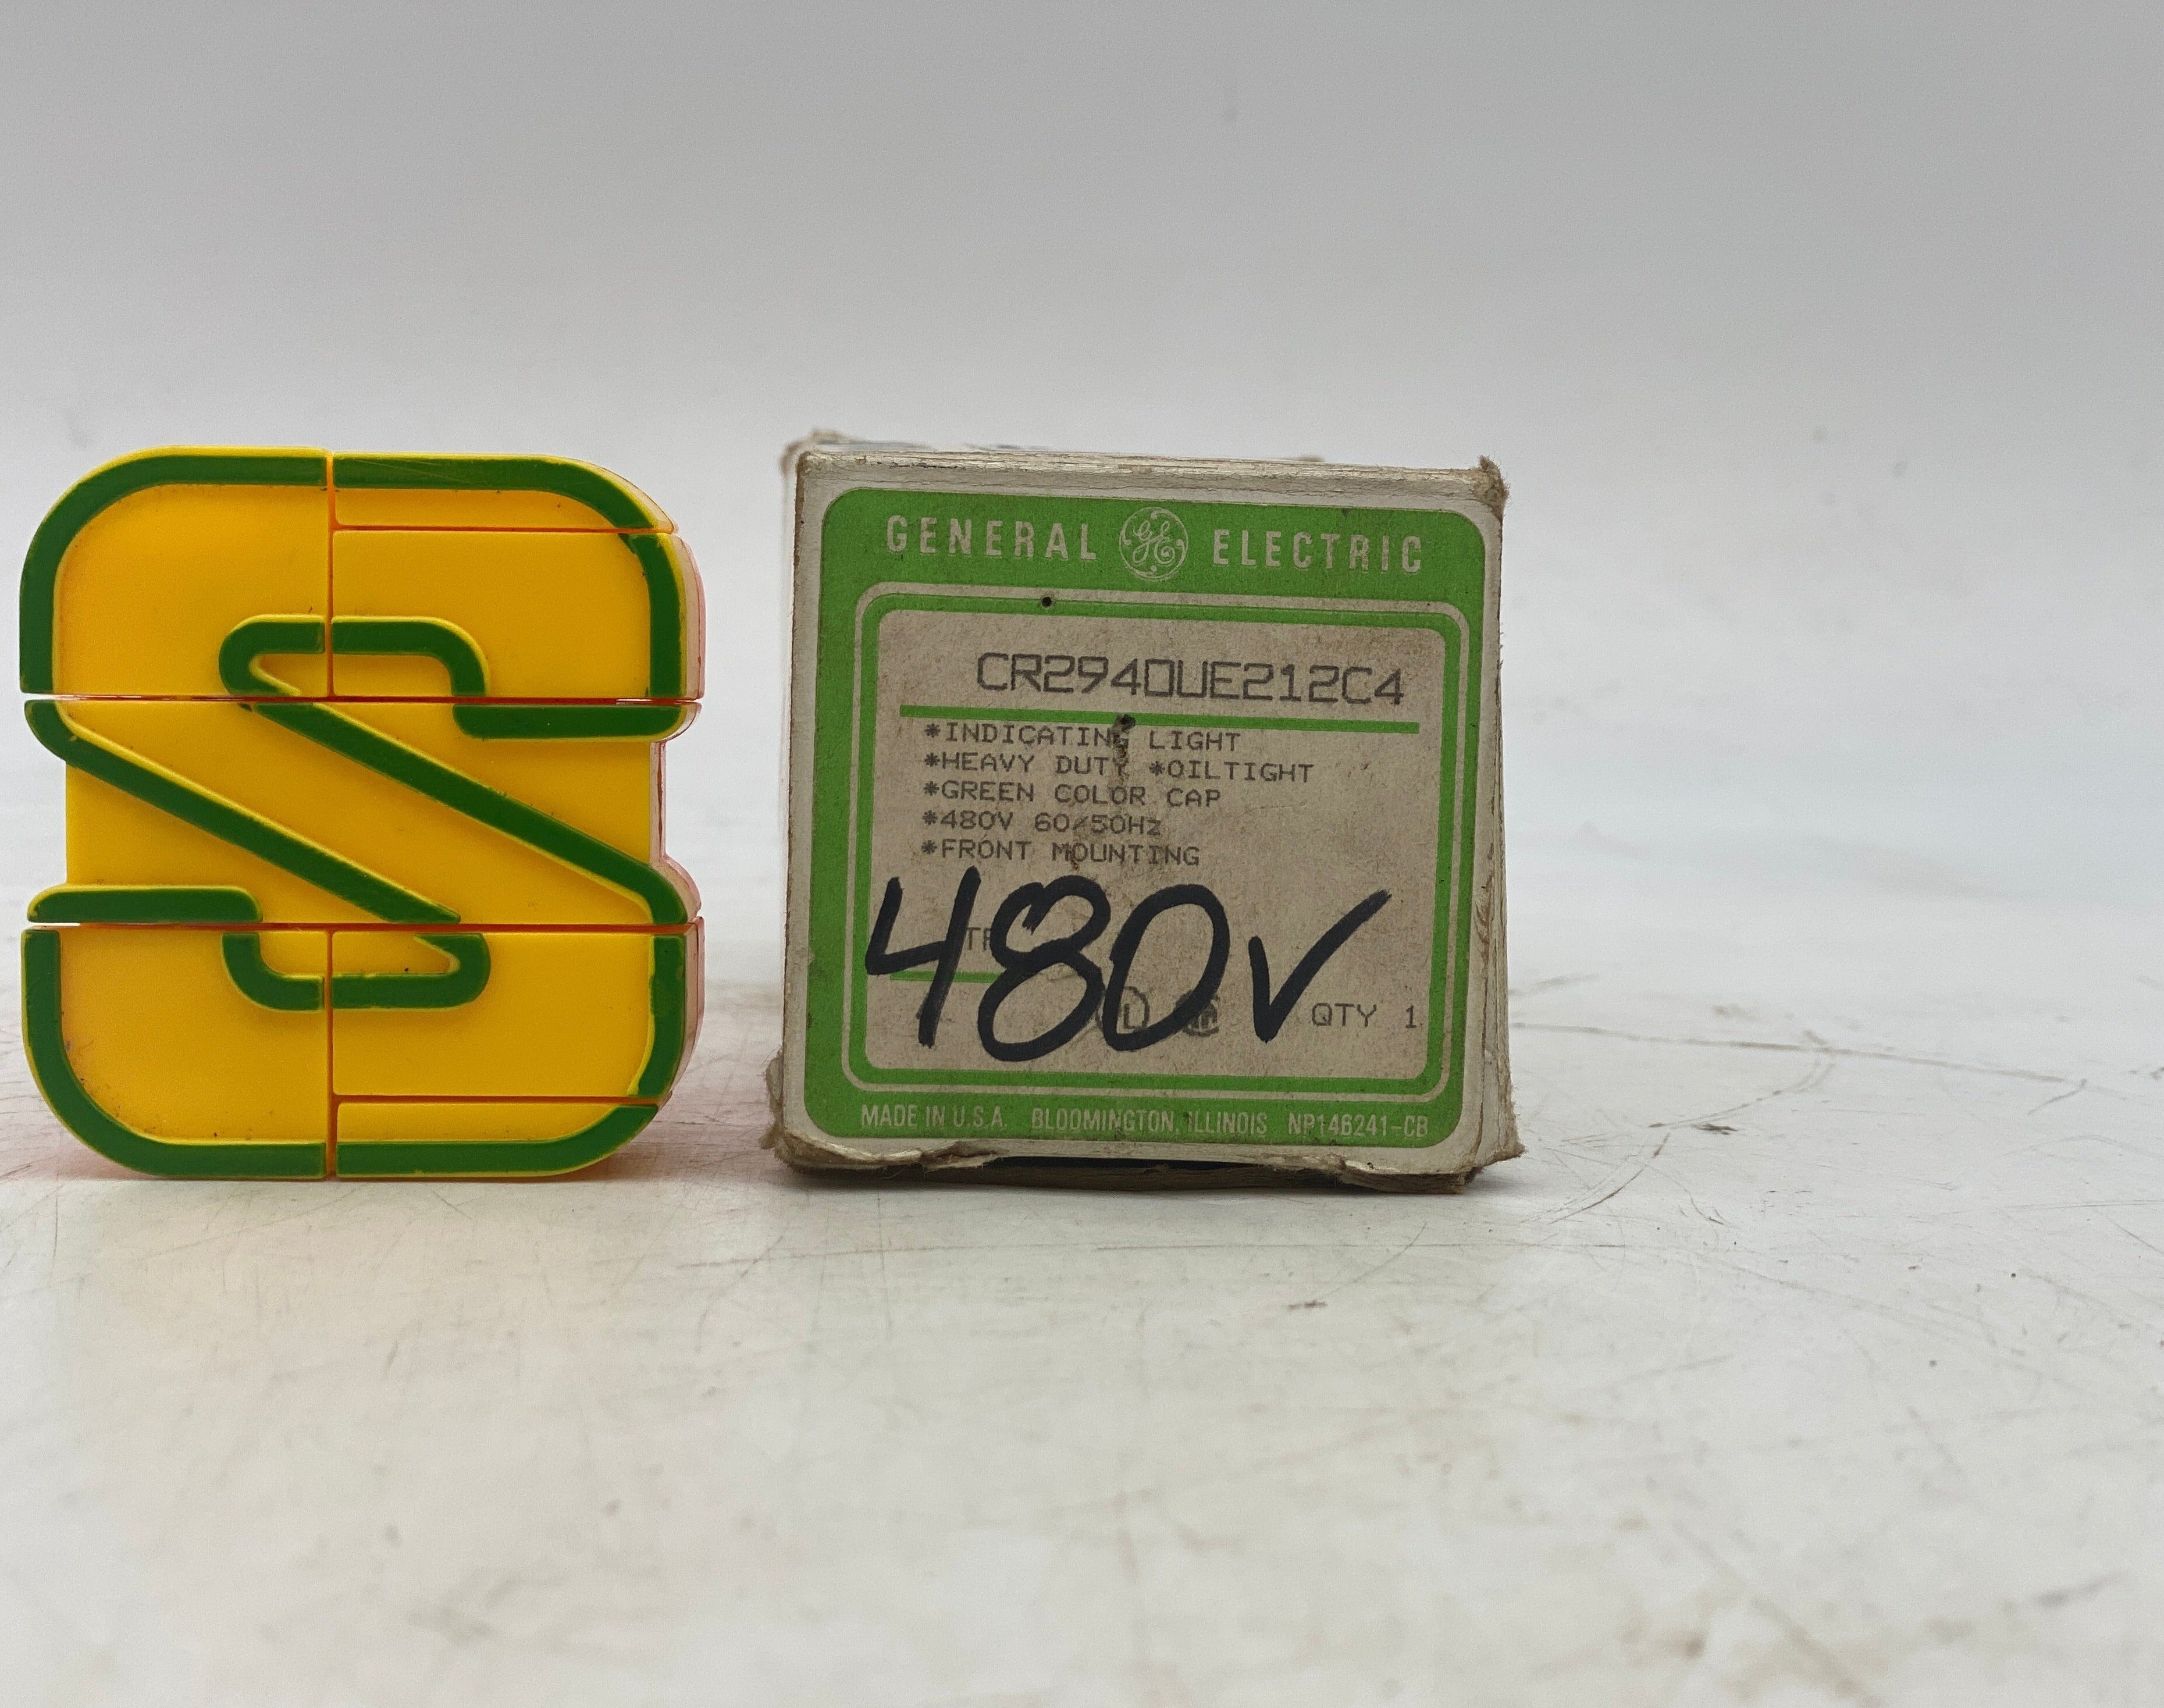 S
GENERAL GE ELECTRIC
CR2940UE212C4
*INDICATING LIGHT
*HEAVY DUTY *OILTIGHT
*GREEN COLOR CAP
*480V 60/50Hz
*FRONT MOUNTING
480V
QTY 1
MADE IN U.S.A. BLOOMINGTON, ILLINOIS NP146241-CB